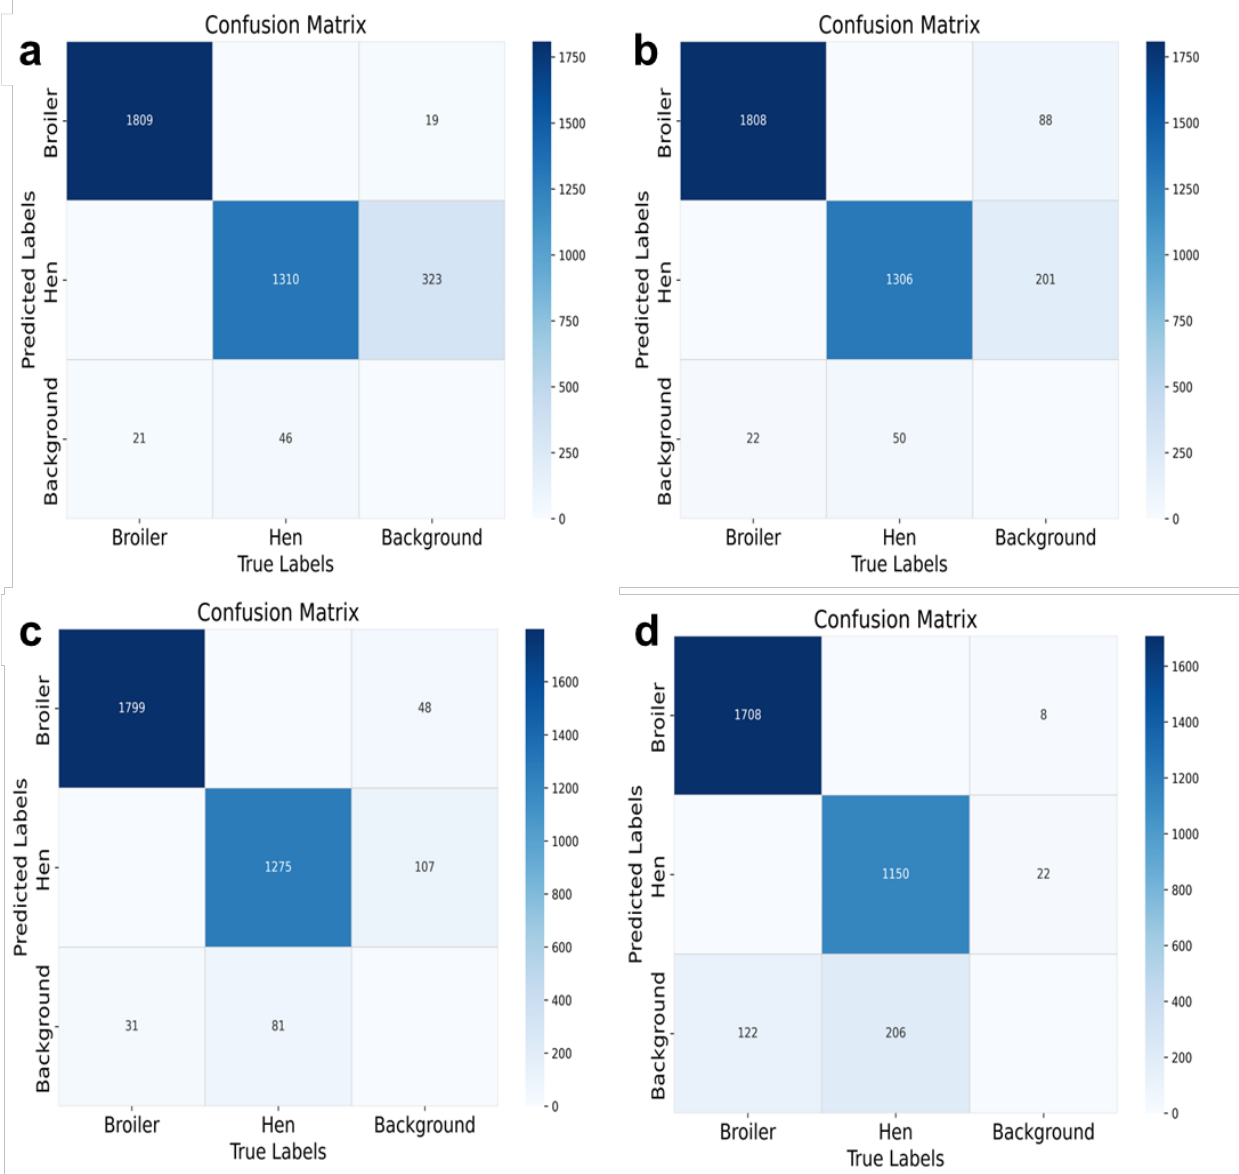 a
Confusion Matrix
Predicted Labels
Broiler
Hen
Background
1809
19
1310
323
21
46
Broiler
Hen
Background
True Labels
1750
1500
1250
1000
750
500
250
0
b
Confusion Matrix
Predicted Labels
Broiler
Hen
Background
1808
88
1306
201
22
50
Broiler
Hen
Background
True Labels
1750
1500
1250
1000
750
500
250
0
c
Confusion Matrix
Predicted Labels
Broiler
Hen
Background
1799
48
1275
107
31
81
Broiler
Hen
Background
True Labels
1600
1400
1200
1000
800
600
400
200
0
d
Confusion Matrix
Predicted Labels
Broiler
Hen
Background
1708
8
1150
22
122
206
Broiler
Hen
Background
True Labels
1600
1400
1200
1000
800
600
400
200
0